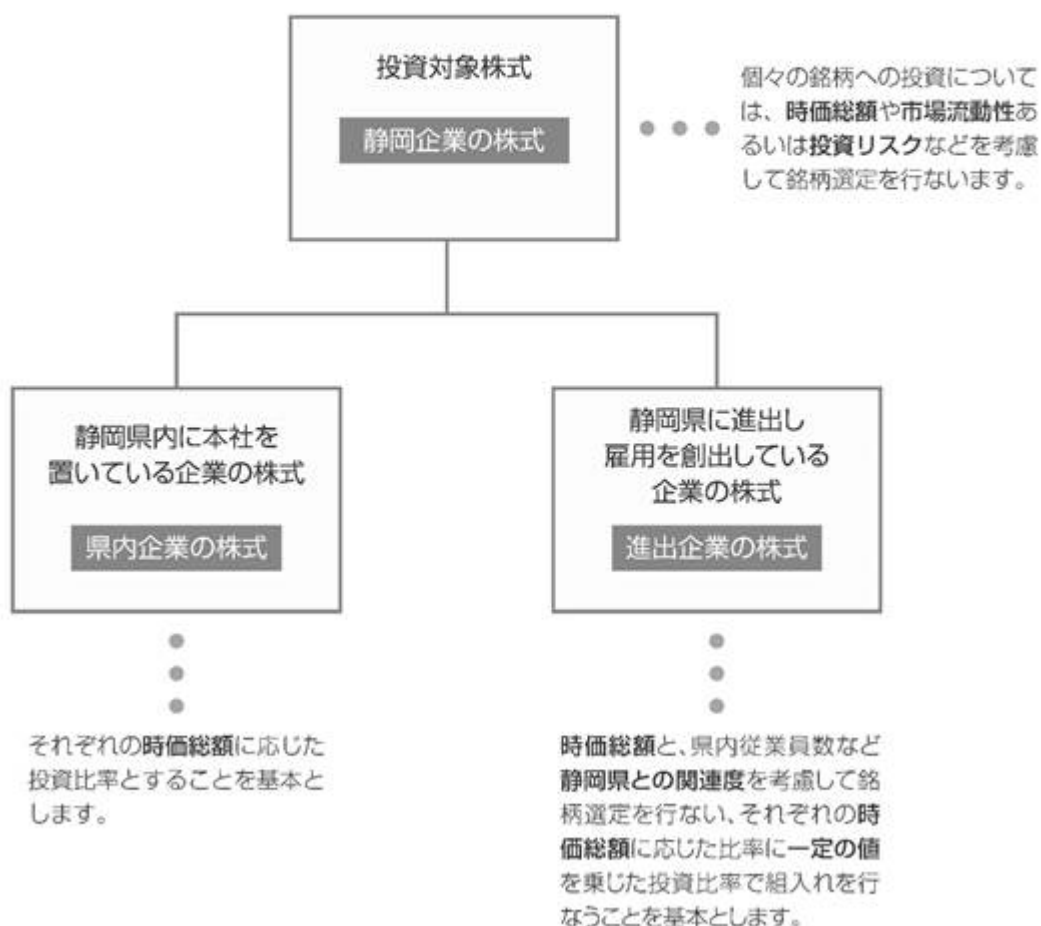 投資対象株式
静岡企業の株式
個々の銘柄への投資について
は、時価総額や市場流動性あ
るいは投資リスクなどを考慮
して銘柄選定を行ないます。
静岡県内に本社を
置いている企業の株式
県内企業の株式
静岡県に進出し
雇用を創出している
企業の株式
進出企業の株式
それぞれの時価総額に応じた
投資比率とすることを基本と
します。
時価総額と、県内従業員数など
静岡県との関連度を考慮して銘
柄選定を行ない、それぞれの時
価総額に応じた比率に一定の値
を乗じた投資比率で組入れを行
なうことを基本とします。